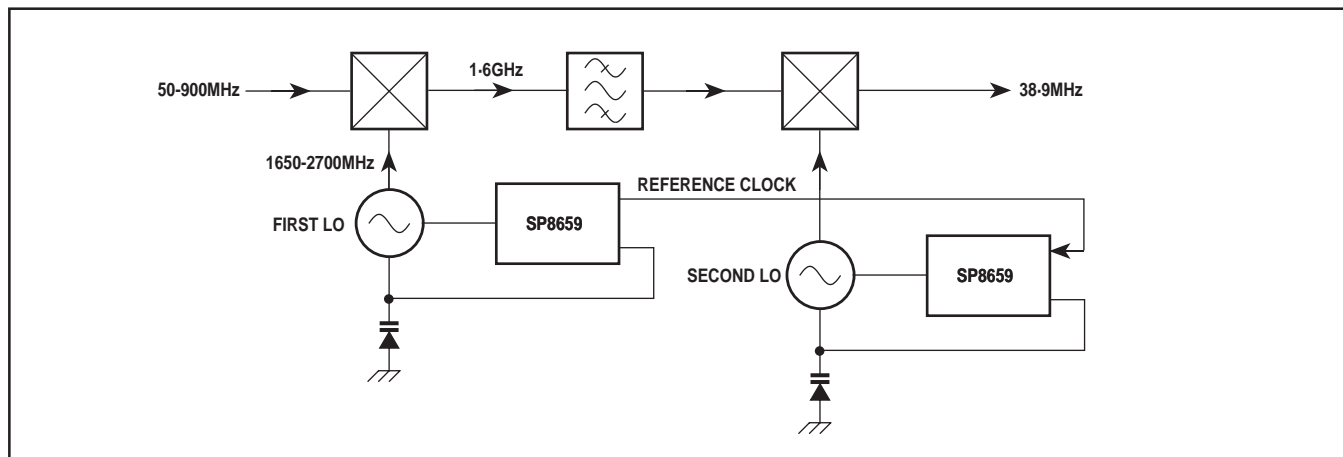 50-900MHz
1·6GHz
38·9MHz
1650-2700MHz
REFERENCE CLOCK
FIRST LO
SP8659
SECOND LO
SP8659